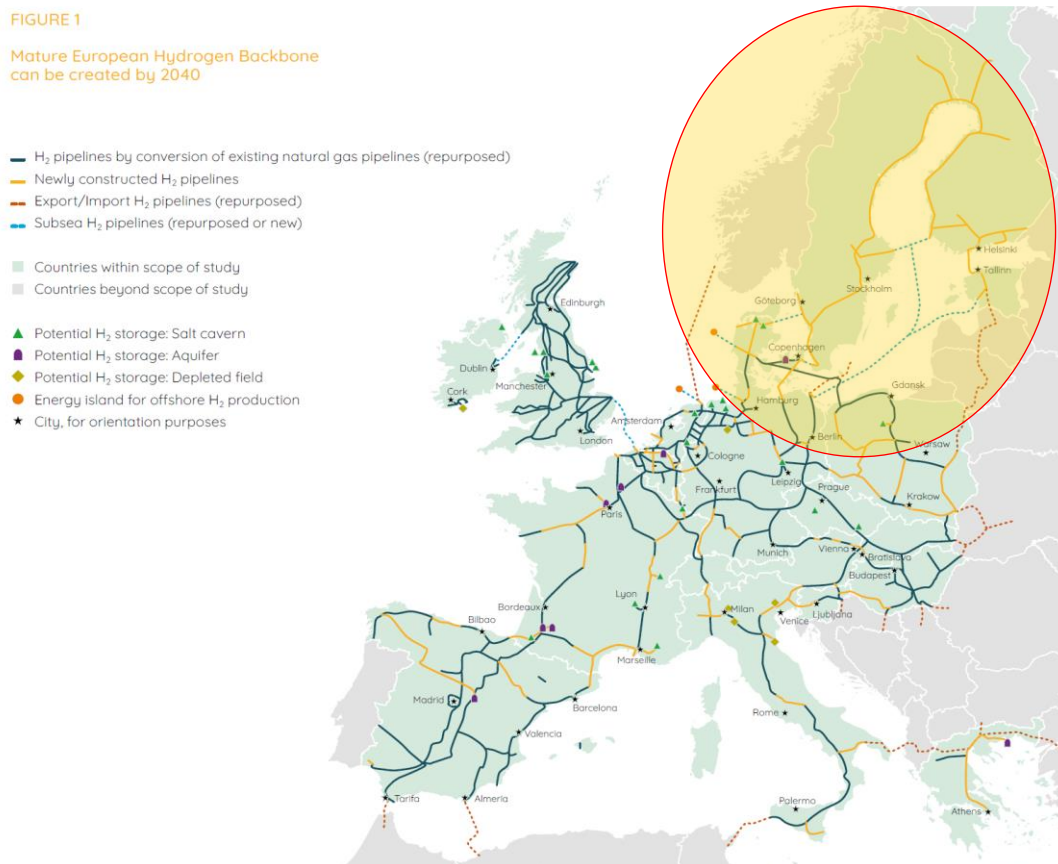 FIGURE 1
Mature European Hydrogen Backbone
can be created by 2040
H₂ pipelines by conversion of existing natural gas pipelines (repurposed)
Newly constructed H₂ pipelines
Export/Import H₂ pipelines (repurposed)
Subsea H₂ pipelines (repurposed or new)
Countries within scope of study
Countries beyond scope of study
Potential H₂ storage: Salt cavern
Potential H₂ storage: Aquifer
Potential H₂ storage: Depleted field
Energy island for offshore H₂ production
City, for orientation purposes
Helsinki
Tallinn
Stockholm
Göteborg
Edinburgh
Copenhagen
Dublin
Manchester
Cork
Gdansk
Hamburg
Amsterdam
London
Berlin
Warsaw
Cologne
Leipzig
Frankfurt
Prague
Krakow
Paris
Munich
Vienna
Bratislava
Budapest
Bordeaux
Lyon
Milan
Venice
Ljubljana
Bilbao
Marseille
Madrid
Barcelona
Rome
Valencia
Tarifa
Almeria
Palermo
Athens